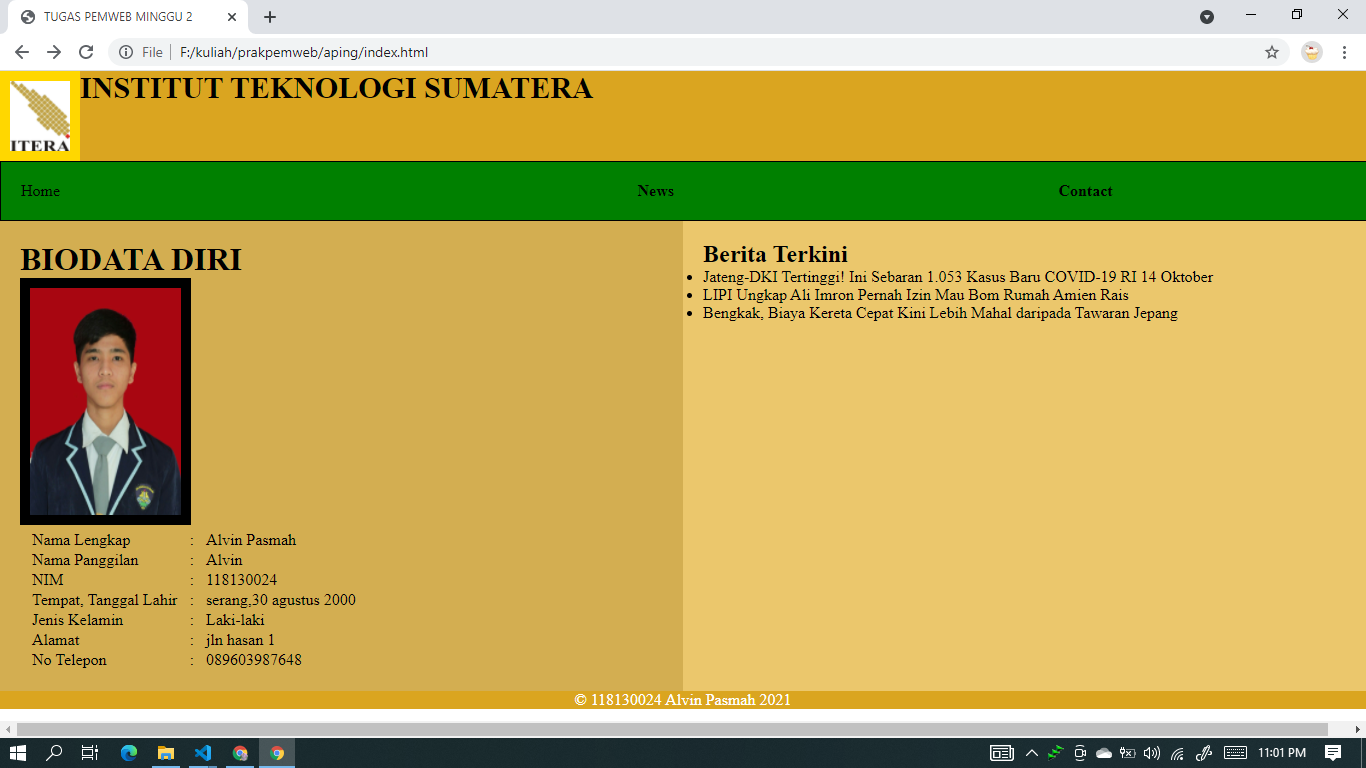 TUGAS PEMWEB MINGGU 2
File F:/kuliah/prakpemweb/aping/index.html
ITERA
INSTITUT TEKNOLOGI SUMATERA
Home News Contact
BIODATA DIRI
Nama Lengkap : Alvin Pasmah
Nama Panggilan : Alvin
NIM : 118130024
Tempat, Tanggal Lahir : serang,30 agustus 2000
Jenis Kelamin : Laki-laki
Alamat : jln hasan 1
No Telepon : 089603987648
Berita Terkini
Jateng-DKI Tertinggi! Ini Sebaran 1.053 Kasus Baru COVID-19 RI 14 Oktober
LIPI Ungkap Ali Imron Pernah Izin Mau Bom Rumah Amien Rais
Bengkak, Biaya Kereta Cepat Kini Lebih Mahal daripada Tawaran Jepang
© 118130024 Alvin Pasmah 2021
11:01 PM